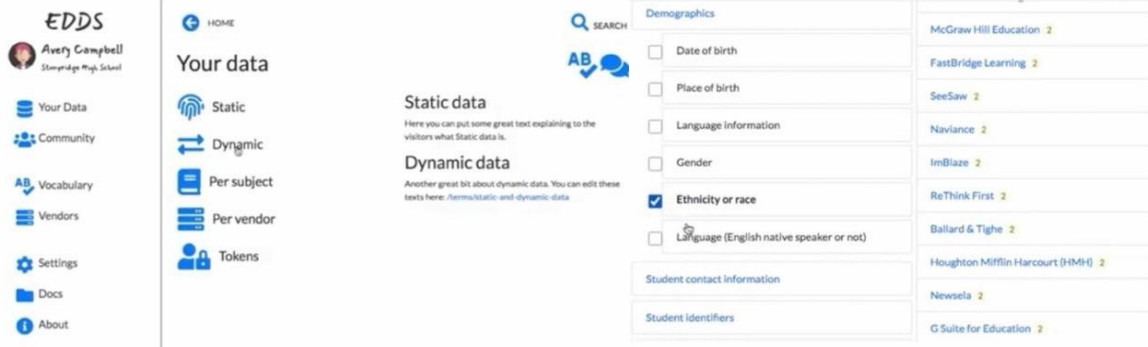 EDDS
Avery Campbell
Stonyridge High School
Your Data
Community
Vocabulary
Vendors
Settings
Docs
About
HOME
SEARCH
Your data
AB
Static
Dynamic
Per subject
Per vendor
Tokens
Static data
Here you can put some great text explaining to the
visitors what Static data is.
Dynamic data
Another great bit about dynamic data. You can edit these
texts here: /terms/static-and-dynamic-data
Demographics
Date of birth
Place of birth
Language information
Gender
Ethnicity or race
Language (English native speaker or not)
Student contact information
Student identifiers
McGraw Hill Education 2
FastBridge Learning 2
SeeSaw 2
Naviance 2
ImBlaze 2
ReThink First 2
Ballard & Tighe 2
Houghton Mifflin Harcourt (HMH) 2
Newsela 2
G Suite for Education 2